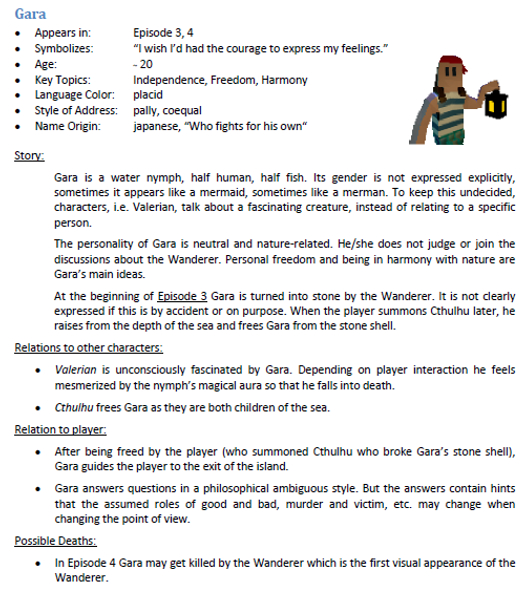 Gara
• Appears in: Episode 3, 4
• Symbolizes: "I wish I'd had the courage to express my feelings."
• Age: - 20
• Key Topics: Independence, Freedom, Harmony
• Language Color: placid
• Style of Address: pally, coequal
• Name Origin: japanese, "Who fights for his own"
Story:
Gara is a water nymph, half human, half fish. Its gender is not expressed explicitly,
sometimes it appears like a mermaid, sometimes like a merman. To keep this undecided,
characters, i.e. Valerian, talk about a fascinating creature, instead of relating to a specific
person.
The personality of Gara is neutral and nature-related. He/she does not judge or join the
discussions about the Wanderer. Personal freedom and being in harmony with nature are
Gara's main ideas.
At the beginning of Episode 3 Gara is turned into stone by the Wanderer. It is not clearly
expressed if this is by accident or on purpose. When the player summons Cthulhu later, he
raises from the depth of the sea and frees Gara from the stone shell.
Relations to other characters:
• Valerian is unconsciously fascinated by Gara. Depending on player interaction he feels
mesmerized by the nymph's magical aura so that he falls into death.
• Cthulhu frees Gara as they are both children of the sea.
Relation to player:
• After being freed by the player (who summoned Cthulhu who broke Gara's stone shell),
Gara guides the player to the exit of the island.
• Gara answers questions in a philosophical ambiguous style. But the answers contain hints
that the assumed roles of good and bad, murder and victim, etc. may change when
changing the point of view.
Possible Deaths:
• In Episode 4 Gara may get killed by the Wanderer which is the first visual appearance of the
Wanderer.